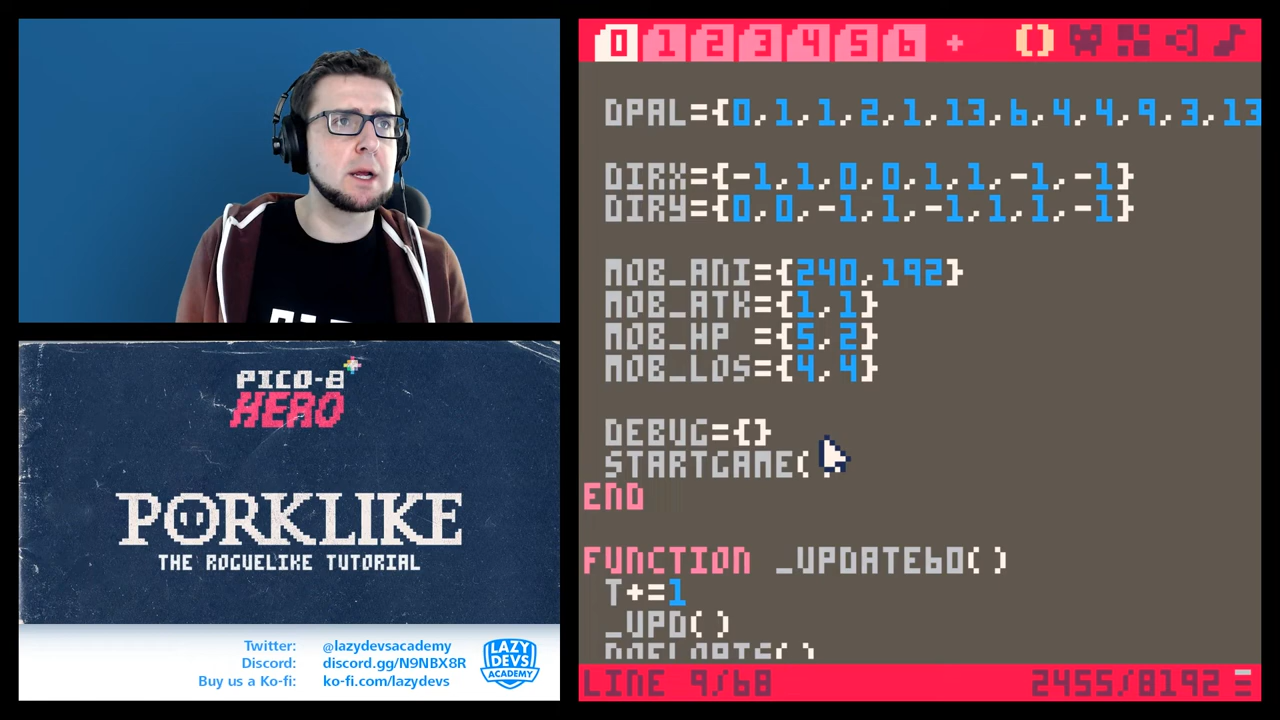 0 1 2 3 4 5 6 +
DPAL={0,1,1,2,1,13,6,4,4,9,3,13
DIRX={-1,1,0,0,1,1,-1,-1}
DIRY={0,0,-1,1,-1,1,1,-1}
MOB_ANI={240,192}
MOB_ATK={1,1}
MOB_HP ={5,2}
MOB_LOS={4,4}
DEBUG={}
STARTGAME(
END
FUNCTION _UPDATE60()
T+=1
_UPD()
LINE 9/68
2455/8192
PICO-8
HERO
PORKLIKE
THE ROGUELIKE TUTORIAL
Twitter: @lazydevsacademy
Discord: discord.gg/N9NBX8R
Buy us a Ko-fi: ko-fi.com/lazydevs
LAZY
DEVS
ACADEMY